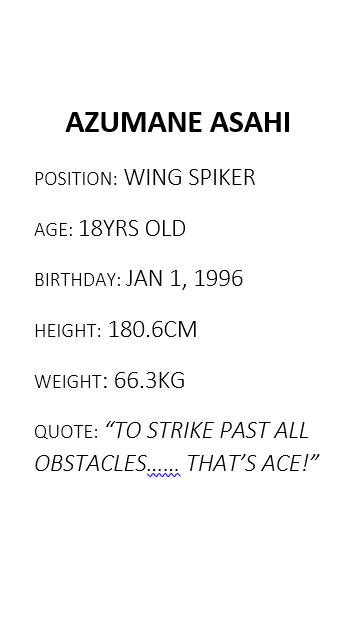 AZUMANE ASAHI
POSITION: WING SPIKER
AGE: 18YRS OLD
BIRTHDAY: JAN 1, 1996
HEIGHT: 180.6CM
WEIGHT: 66.3KG
QUOTE: “TO STRIKE PAST ALL
OBSTACLES…… THAT’S ACE!”